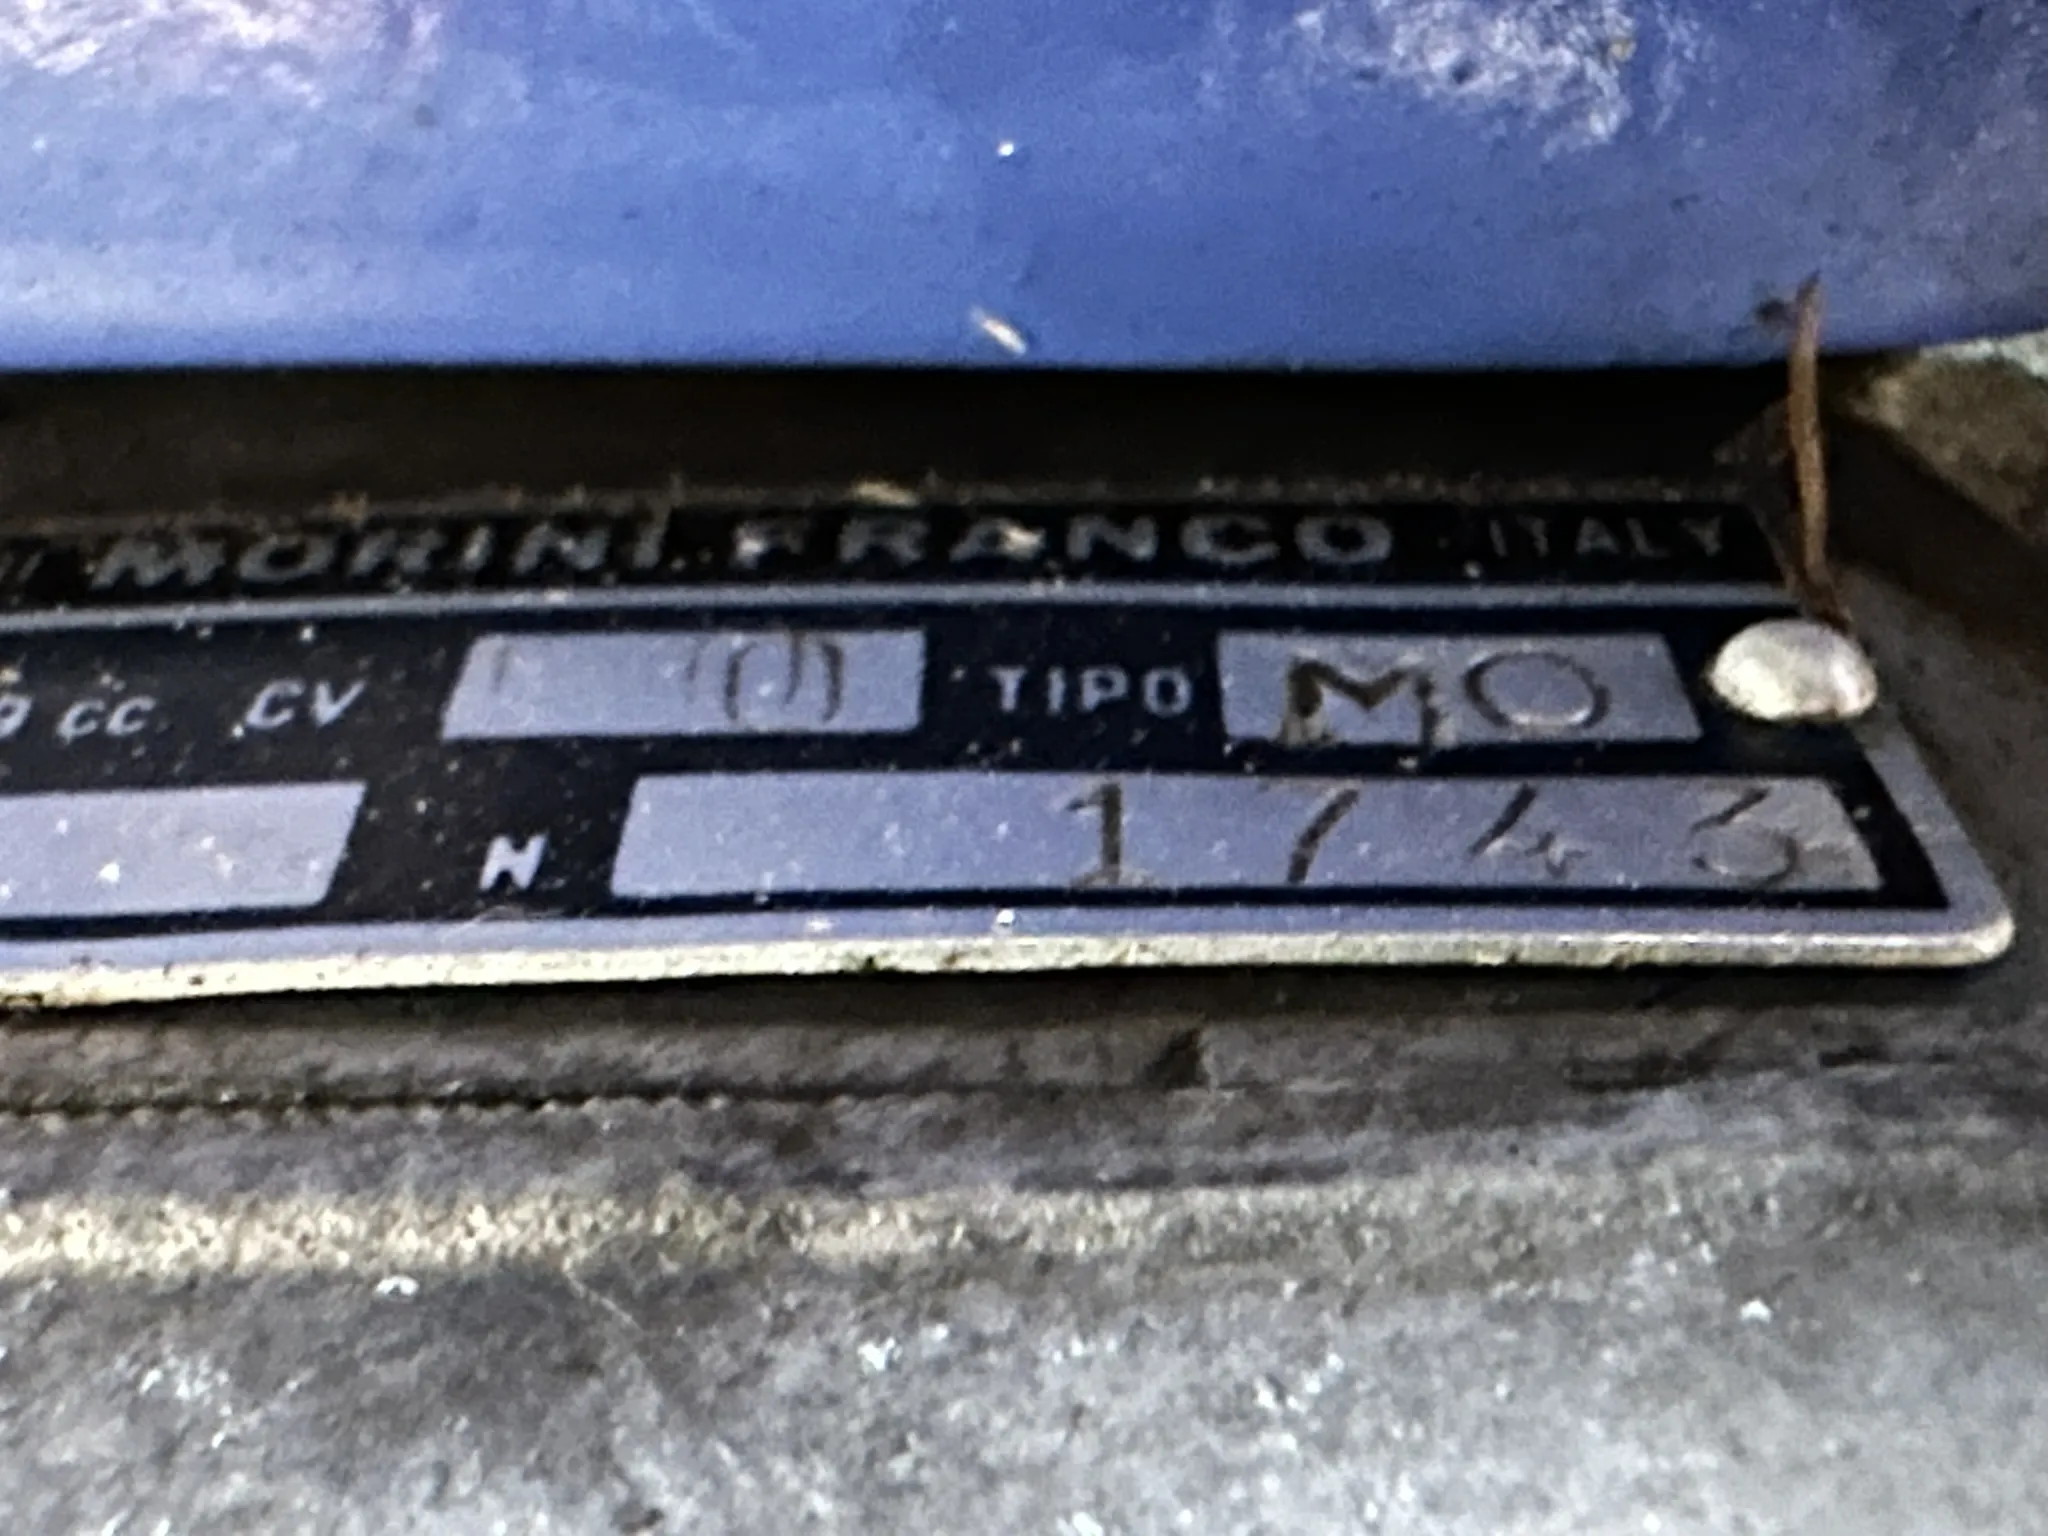 MORINI FRANCO ITALY
CC CV TIPO MO
N 1743